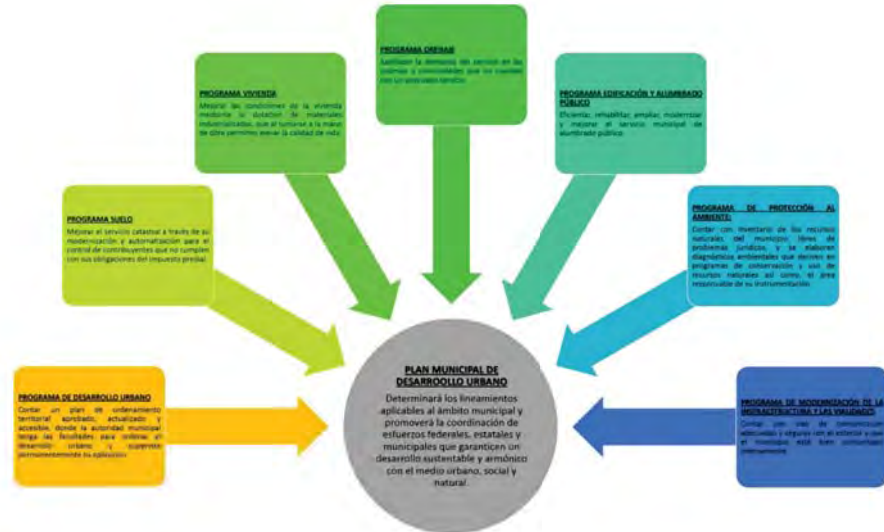 PROGRAMA DRENAJE
Satisfacer la demanda del servicio en las
colonias y comunidades que no cuentan
con un adecuado servicio.
PROGRAMA VIVIENDA
Mejorar las condiciones de la vivienda
mediante la dotación de materiales
industrializados, que al sumarse a la mano
de obra permitan elevar la calidad de vida.
PROGRAMA EDIFICACIÓN Y ALUMBRADO
PÚBLICO
Eficientar, rehabilitar, ampliar, modernizar
y mejorar el servicio municipal de
alumbrado público.
PROGRAMA SUELO
Mejorar el servicio catastral a través de su
modernización y automatización para el
control de contribuyentes que no cumplen
con sus obligaciones del impuesto predial.
PROGRAMA DE PROTECCIÓN AL
AMBIENTE:
Contar con inventario de los recursos
naturales del municipio libres de
problemas jurídicos, y se elaboren
diagnósticos ambientales que deriven en
programas de conservación y uso de
recursos naturales así como, el área
responsable de su instrumentación.
PROGRAMA DE DESARROLLO URBANO
Contar un plan de ordenamiento
territorial aprobado, actualizado y
accesible, donde la autoridad municipal
tenga las facultades para ordenar el
desarrollo urbano y supervise
permanentemente su aplicación
PLAN MUNICIPAL DE
DESARROOLLO URBANO
Determinará los lineamientos
aplicables al ámbito municipal y
promoverá la coordinación de
esfuerzos federales, estatales y
municipales que garanticen un
desarrollo sustentable y armónico
con el medio urbano, social y
natural.
PROGRAMA DE MODERNIZACIÓN DE LA
INFRAESTRUCTURA Y LAS VIALIDADES
Contar con vías de comunicación
adecuadas y seguras con el exterior y que
el municipio esté bien comunicado
internamente.